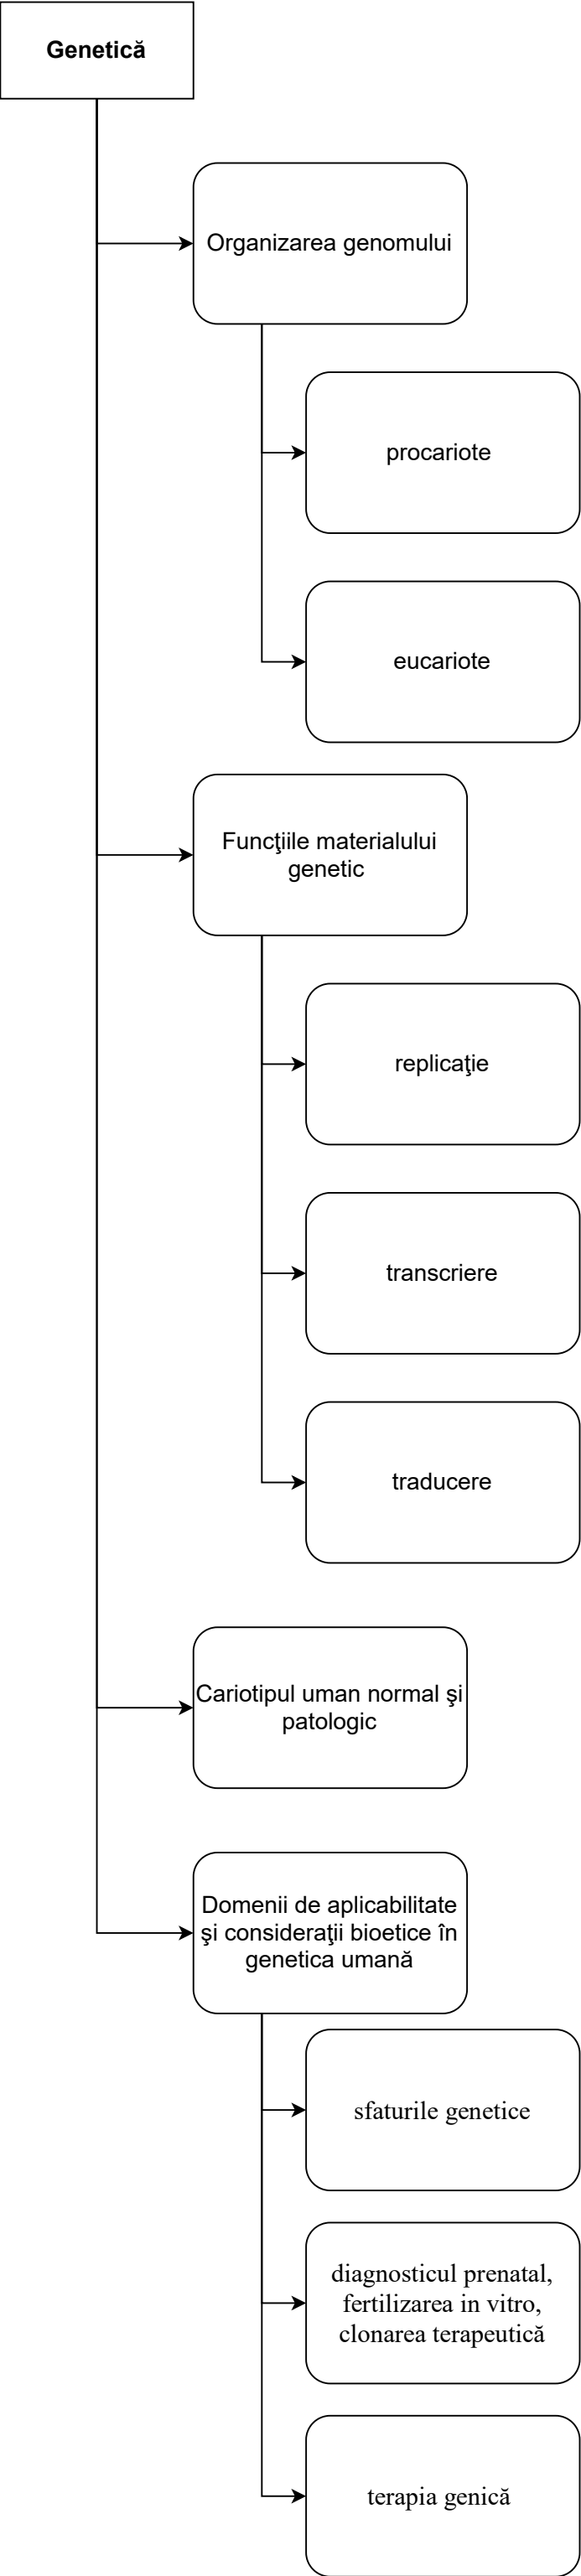 Genetică
Organizarea genomului
procariote
eucariote
Funcţiile materialului
genetic
replicaţie
transcriere
traducere
Cariotipul uman normal şi
patologic
Domenii de aplicabilitate
şi consideraţii bioetice în
genetica umană
sfaturile genetice
diagnosticul prenatal,
fertilizarea in vitro,
clonarea terapeutică
terapia genică